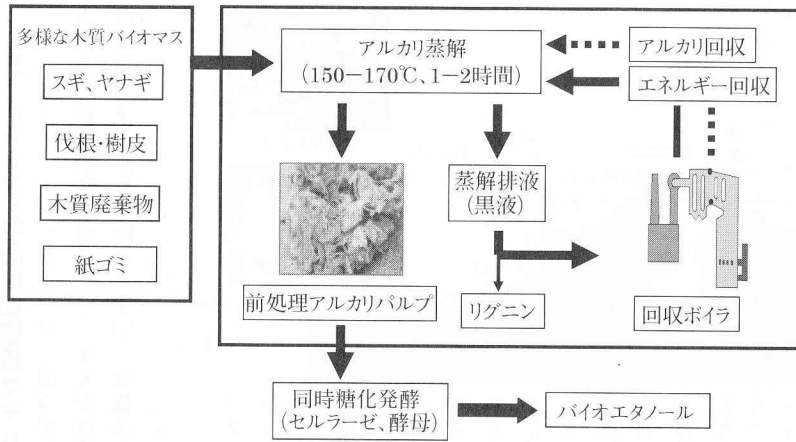 多様な木質バイオマス
スギ、ヤナギ
伐根・樹皮
木質廃棄物
紙ゴミ
アルカリ蒸解
(150−170℃、1−2時間)
アルカリ回収
エネルギー回収
蒸解排液
(黒液)
前処理アルカリパルプ
リグニン
回収ボイラ
同時糖化発酵
(セルラーゼ、酵母)
バイオエタノール